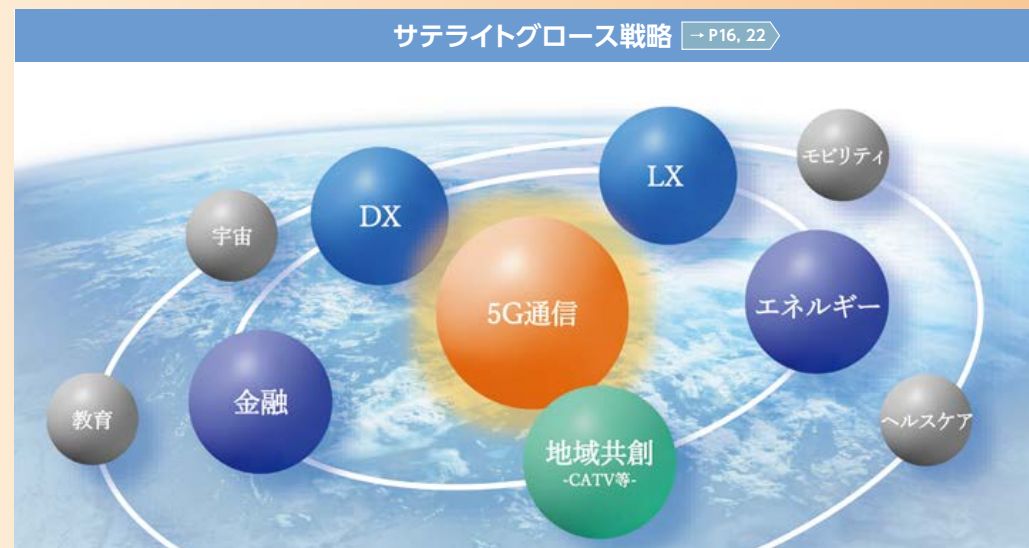 サテライトグロース戦略 →P16, 22
モビリティ
LX
DX
宇宙
5G通信
エネルギー
金融
教育
ヘルスケア
地域共創
-CATV等-